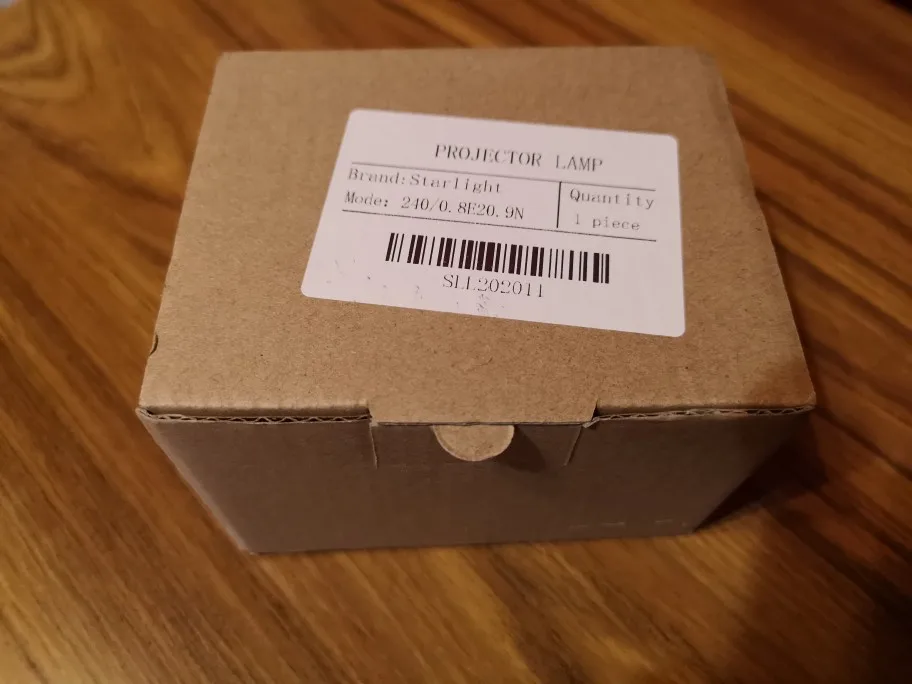 PROJECTOR LAMP
Brand:Starlight
Mode: 240/0.8E20.9N
Quantity
1 piece
SLL202011